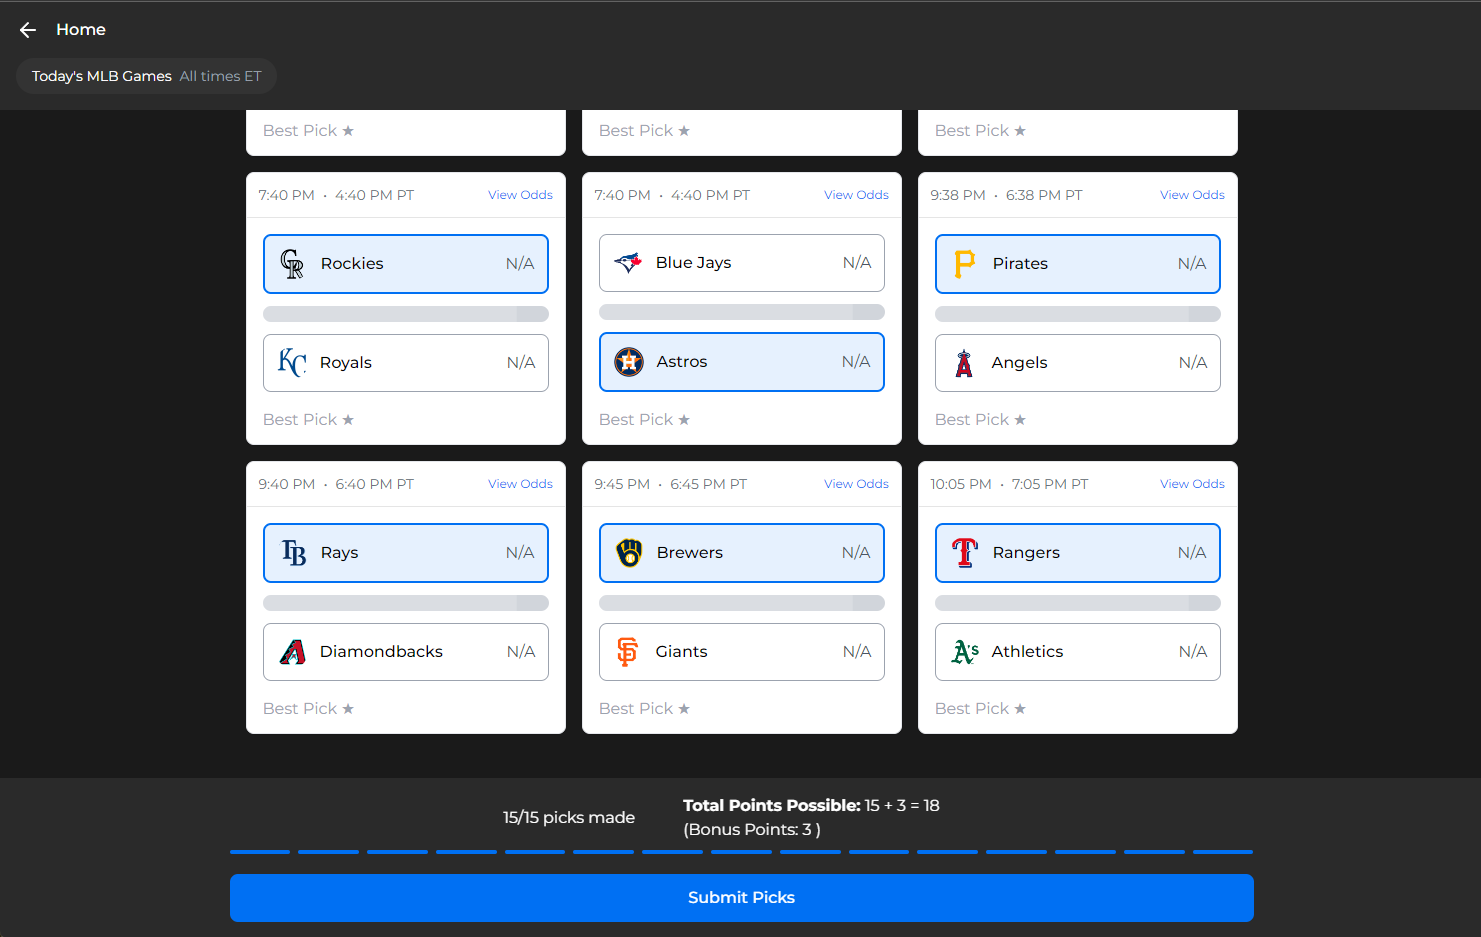 Home
Today's MLB Games All times ET
Best Pick ★ Best Pick ★ Best Pick ★
7:40 PM · 4:40 PM PT View Odds
Rockies N/A
Royals N/A
Best Pick ★
7:40 PM · 4:40 PM PT View Odds
Blue Jays N/A
Astros N/A
Best Pick ★
9:38 PM · 6:38 PM PT View Odds
Pirates N/A
Angels N/A
Best Pick ★
9:40 PM · 6:40 PM PT View Odds
Rays N/A
Diamondbacks N/A
Best Pick ★
9:45 PM · 6:45 PM PT View Odds
Brewers N/A
Giants N/A
Best Pick ★
10:05 PM · 7:05 PM PT View Odds
Rangers N/A
Athletics N/A
Best Pick ★
15/15 picks made
Total Points Possible: 15 + 3 = 18
(Bonus Points: 3 )
Submit Picks